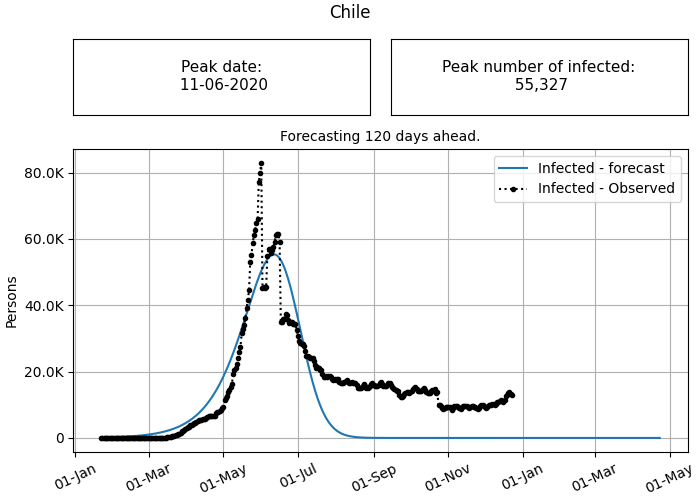 Chile
Peak date:
11-06-2020
Peak number of infected:
55,327
Forecasting 120 days ahead.
Infected - forecast
Infected - Observed
80.0K
60.0K
40.0K
20.0K
0
Persons
01-Jan
01-Mar
01-May
01-Jul
01-Sep
01-Nov
01-Jan
01-Mar
01-May